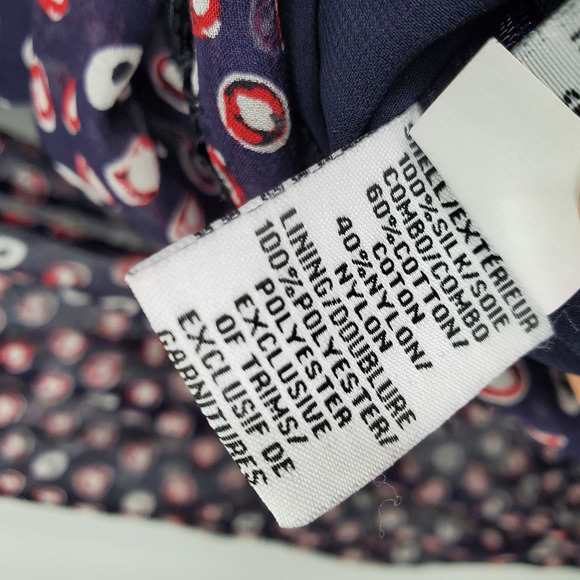 SHELL/EXTÉRIEUR
100%SILK/SOIE
COMBO/COMBO
60%COTTON/
COTON
40%NYLON/
NYLON
LINING/DOUBLURE
100%POLYESTER/
POLYESTER
EXCLUSIVE
OF TRIMS/
EXCLUSIF DE
GARNITURES